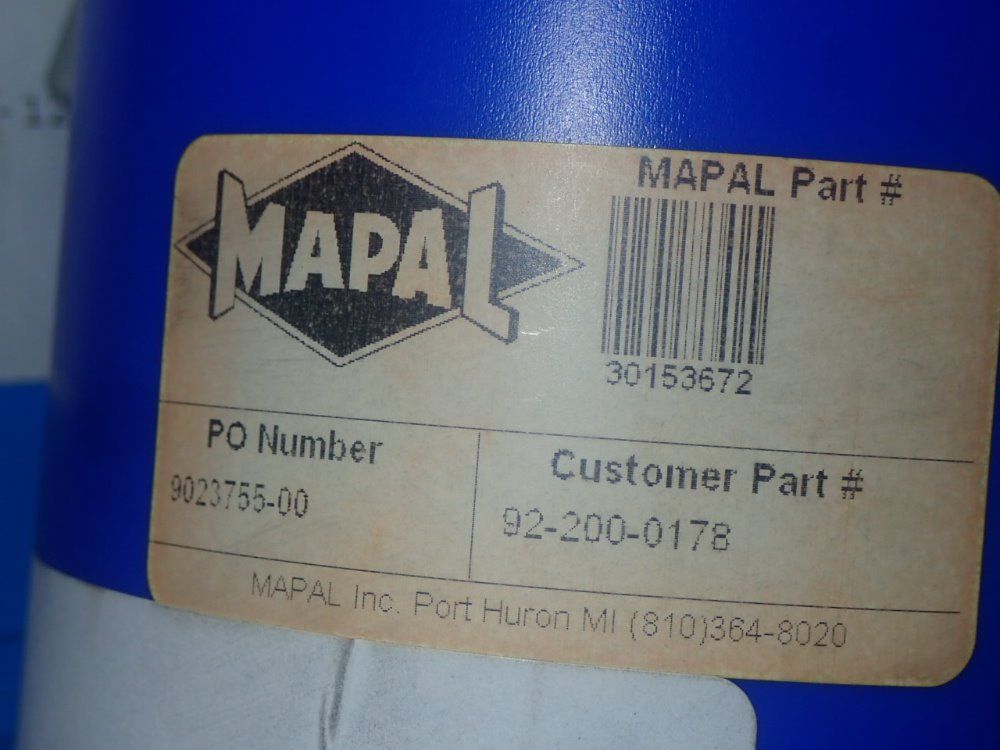 MAPAL
MAPAL Part #
30153672
PO Number
9023755-00
Customer Part #
92-200-0178
MAPAL Inc. Port Huron MI (810)364-8020